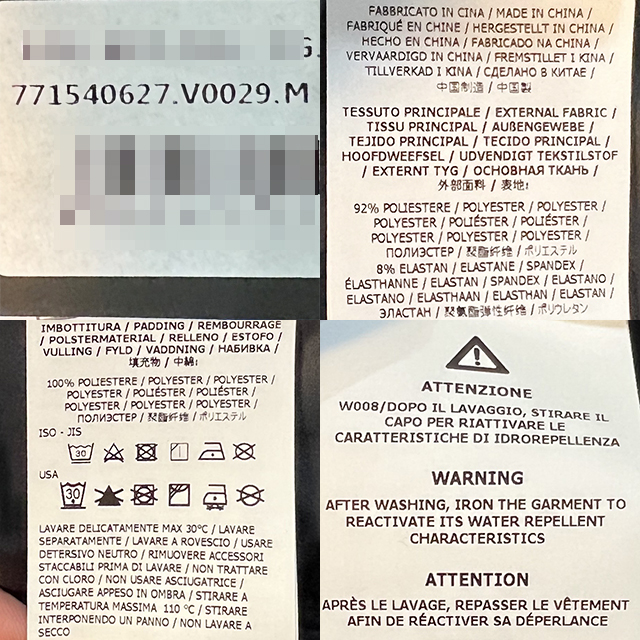 G.
771540627.V0029.M
FABBRICATO IN CINA / MADE IN CHINA /
FABRIQUÉ EN CHINE / HERGESTELLT IN CHINA /
HECHO EN CHINA / FABRICADO NA CHINA /
VERVAARDIGD IN CHINA / FREMSTILLET I KINA /
TILLVERKAD I KINA / СДЕЛАНО В КИТАЕ /
中国制造 / 中国製
TESSUTO PRINCIPALE / EXTERNAL FABRIC /
TISSU PRINCIPAL / AUßENGEWEBE /
TEJIDO PRINCIPAL / TECIDO PRINCIPAL /
HOOFDWEEFSEL / UDVENDIGT TEKSTILSTOF
/ EXTERNT TYG / ОСНОВНАЯ ТКАНЬ /
外部面料 / 表地:
92% POLIESTERE / POLYESTER / POLYESTER /
POLYESTER / POLIÉSTER / POLIÉSTER /
POLYESTER / POLYESTER / POLYESTER /
ПОЛИЭСТЕР / 聚酯纤维 / ポリエステル
8% ELASTAN / ELASTANE / SPANDEX /
ÉLASTHANNE / ELASTAN / SPANDEX / ELASTANO /
ELASTANO / ELASTHAAN / ELASTHAN / ELASTAN /
ЭЛАСТАН / 聚氨酯弹性纤维 / ポリウレタン
IMBOTTITURA / PADDING / REMBOURRAGE
/ POLSTERMATERIAL / RELLENO / ESTOFO /
VULLING / FYLD / VADDNING / НАБИВКА /
填充物 / 中綿:
100% POLIESTERE / POLYESTER / POLYESTER /
POLYESTER / POLIÉSTER / POLIÉSTER /
POLYESTER / POLYESTER / POLYESTER /
ПОЛИЭСТЕР / 聚酯纤维 / ポリエステル
ISO - JIS
30
USA
30
LAVARE DELICATAMENTE MAX 30°C / LAVARE
SEPARATAMENTE / LAVARE A ROVESCIO / USARE
DETERSIVO NEUTRO / RIMUOVERE ACCESSORI
STACCABILI PRIMA DI LAVARE / NON TRATTARE
CON CLORO / NON USARE ASCIUGATRICE /
ASCIUGARE APPESO IN OMBRA / STIRARE A
TEMPERATURA MASSIMA 110 °C / STIRARE
INTERPONENDO UN PANNO / NON LAVARE A
SECCO
ATTENZIONE
W008/DOPO IL LAVAGGIO, STIRARE IL
CAPO PER RIATTIVARE LE
CARATTERISTICHE DI IDROREPELLENZA
WARNING
AFTER WASHING, IRON THE GARMENT TO
REACTIVATE ITS WATER REPELLENT
CHARACTERISTICS
ATTENTION
APRÈS LE LAVAGE, REPASSER LE VÊTEMENT
AFIN DE RÉACTIVER SA DÉPERLANCE